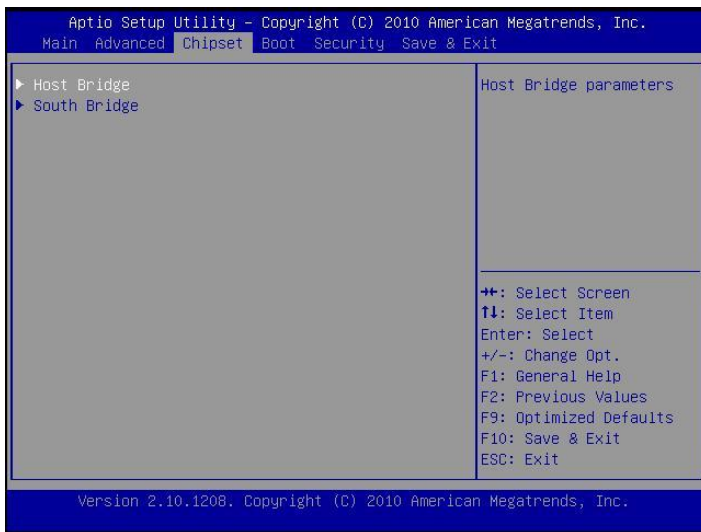 Aptio Setup Utility – Copyright (C) 2010 American Megatrends, Inc.
Main Advanced Chipset Boot Security Save & Exit
► Host Bridge
► South Bridge
Host Bridge parameters
→←: Select Screen
↑↓: Select Item
Enter: Select
+/-: Change Opt.
F1: General Help
F2: Previous Values
F9: Optimized Defaults
F10: Save & Exit
ESC: Exit
Version 2.10.1208. Copyright (C) 2010 American Megatrends, Inc.